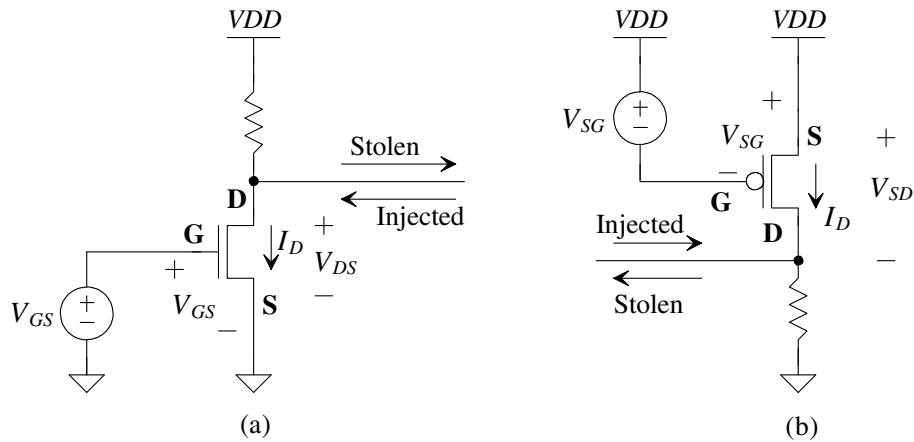 VDD
Stolen
D
Injected
G
I_D
+
V_DS
−
+
V_GS
−
S
V_GS
+
−
(a)
VDD
VDD
V_SG
+
−
+
V_SG
−
S
G
D
I_D
+
V_SD
−
Injected
Stolen
(b)